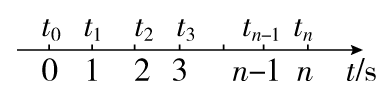 t₀ t₁ t₂ t₃ tₙ₋₁ tₙ
0 1 2 3 n–1 n t/s